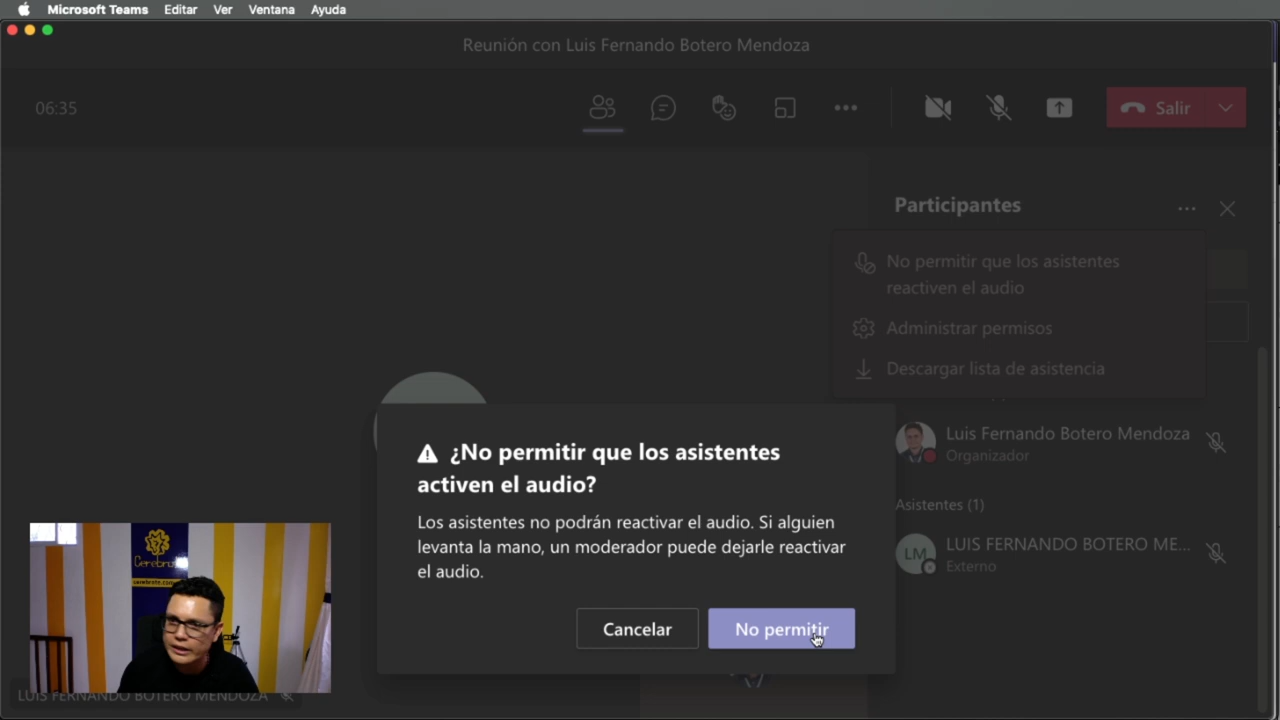 Microsoft Teams Editar Ver Ventana Ayuda
Reunión con Luis Fernando Botero Mendoza
06:35
Salir
Participantes
No permitir que los asistentes
reactiven el audio
Administrar permisos
Descargar lista de asistencia
Luis Fernando Botero Mendoza
Organizador
Asistentes (1)
LM
LUIS FERNANDO BOTERO ME...
Externo
¿No permitir que los asistentes
activen el audio?
Los asistentes no podrán reactivar el audio. Si alguien
levanta la mano, un moderador puede dejarle reactivar
el audio.
Cancelar
No permitir
Cerebrote
cerebrote.com
LUIS FERNANDO BOTERO MENDOZA